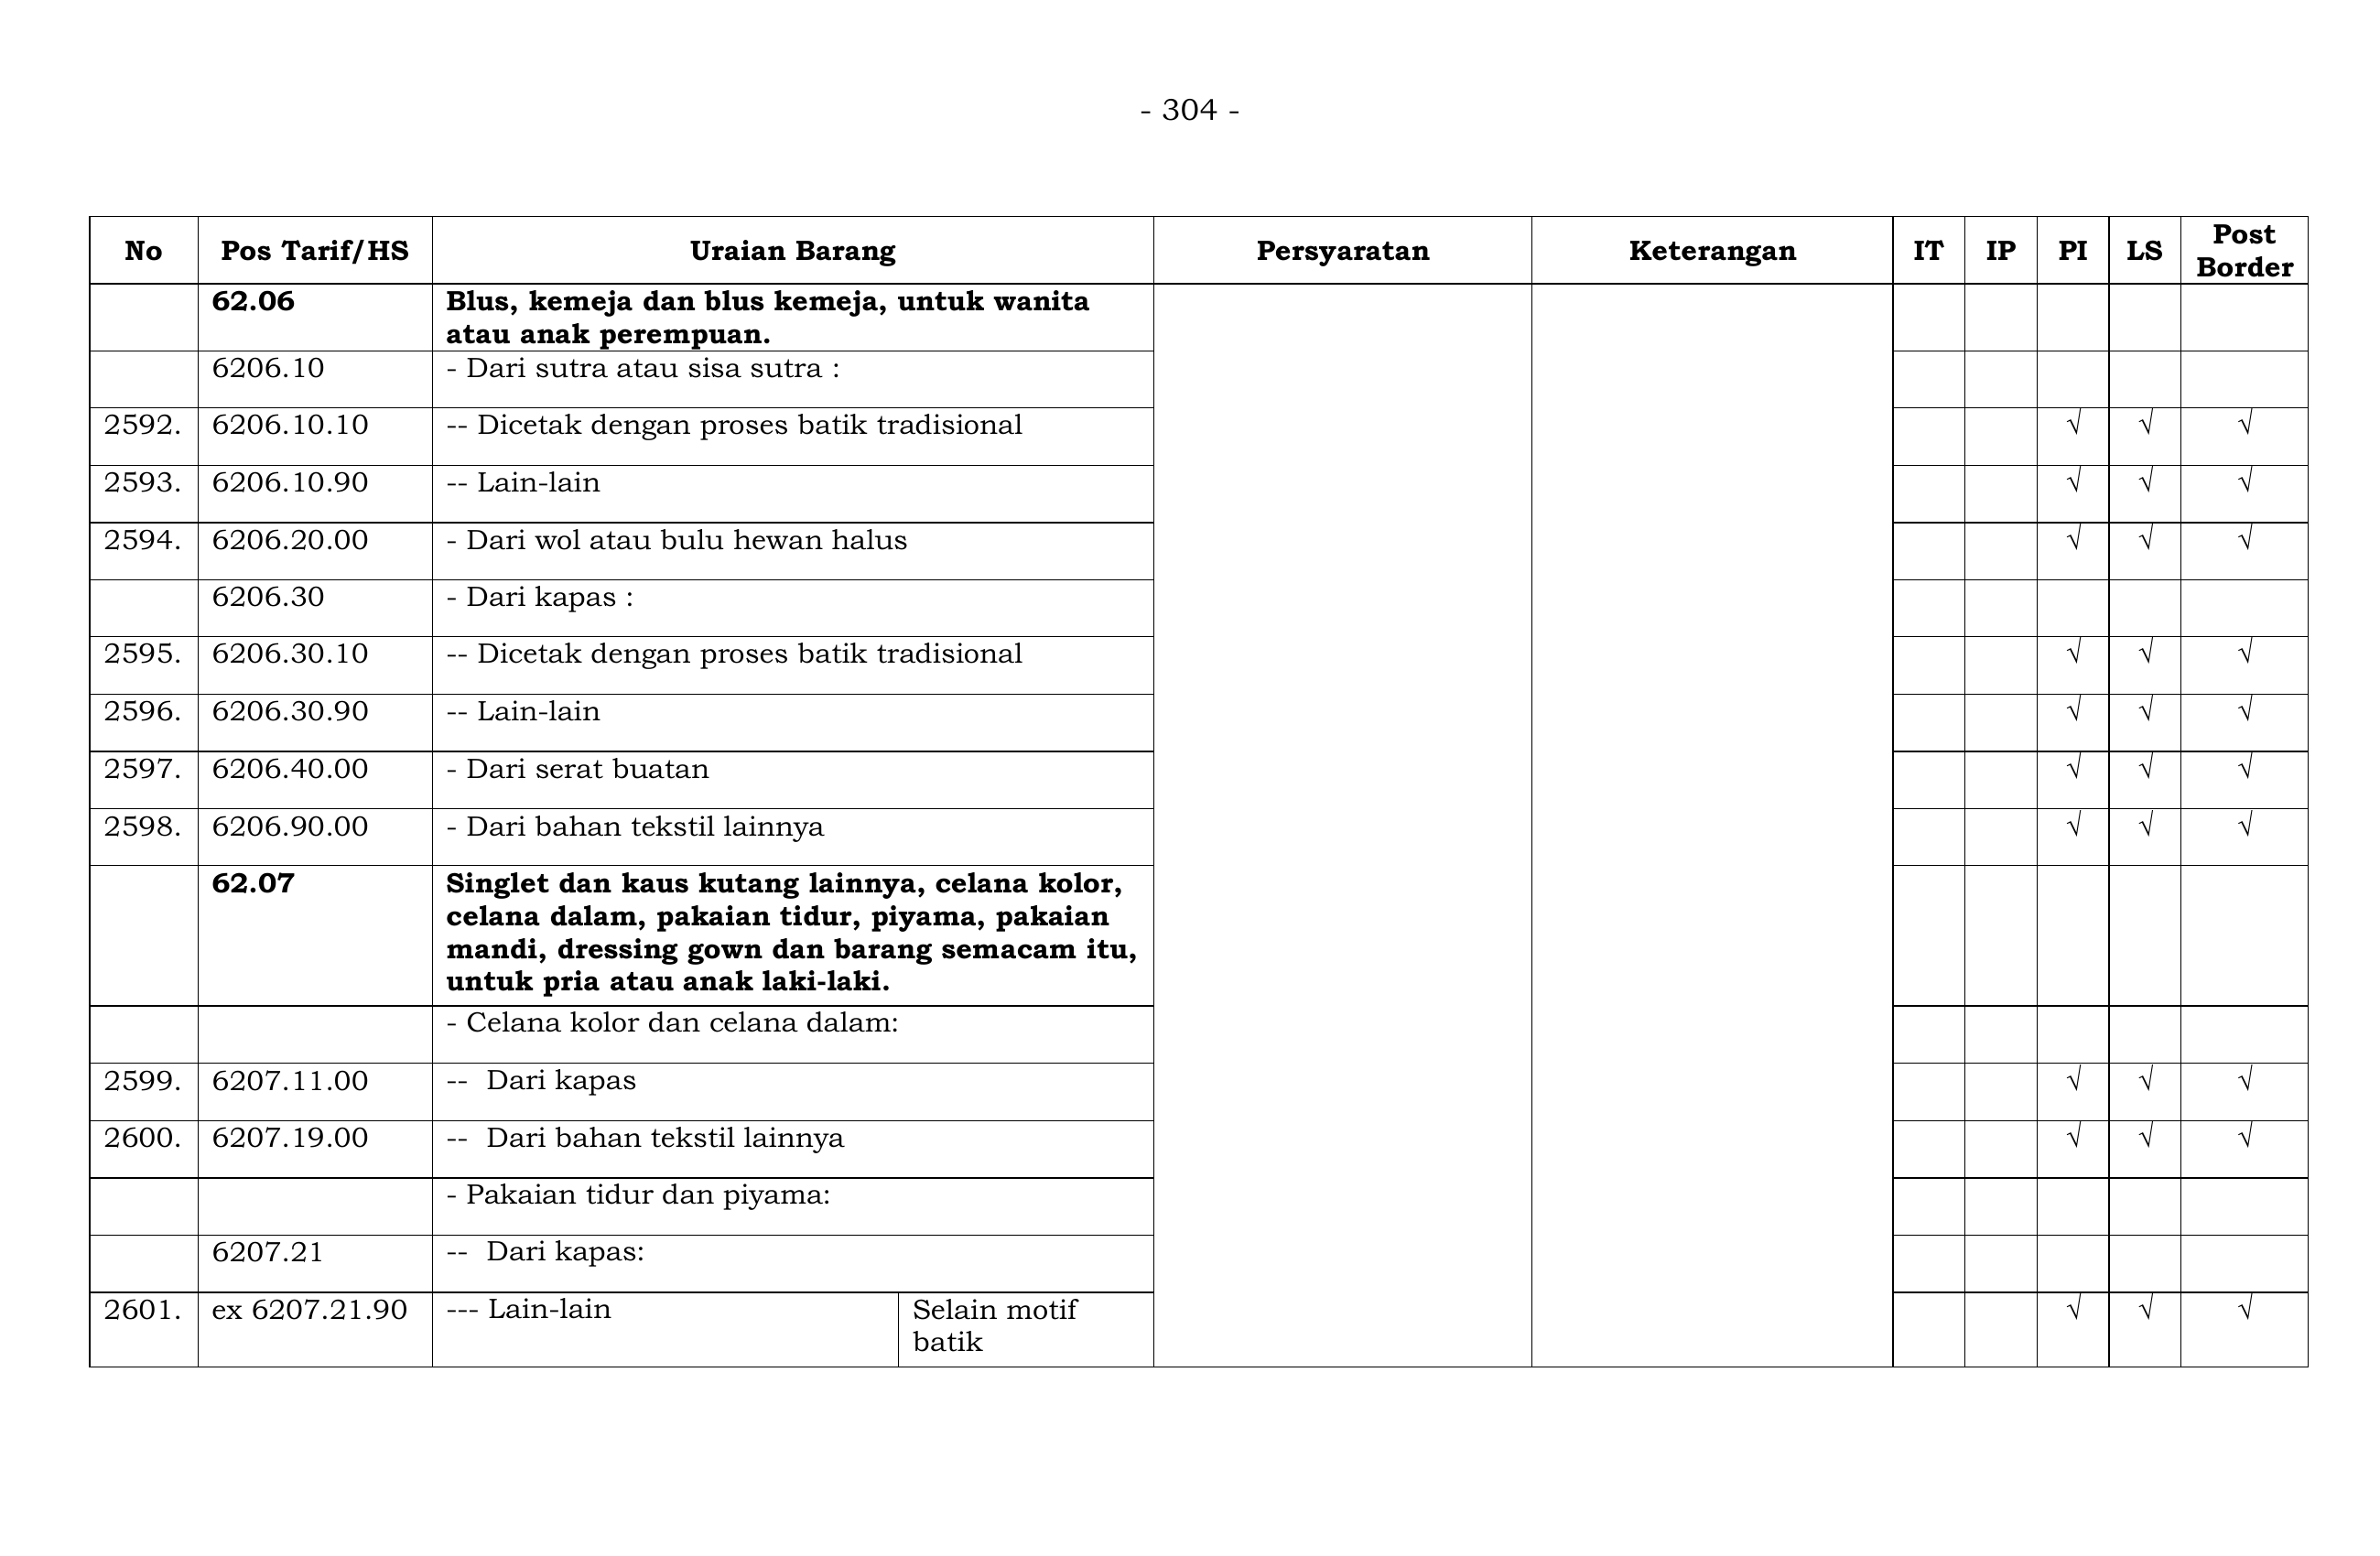 - 304 -
No Pos Tarif/HS Uraian Barang Persyaratan Keterangan IT IP PI LS Post Border
62.06 Blus, kemeja dan blus kemeja, untuk wanita
atau anak perempuan.
6206.10 - Dari sutra atau sisa sutra :
2592. 6206.10.10 -- Dicetak dengan proses batik tradisional √ √ √
2593. 6206.10.90 -- Lain-lain √ √ √
2594. 6206.20.00 - Dari wol atau bulu hewan halus √ √ √
6206.30 - Dari kapas :
2595. 6206.30.10 -- Dicetak dengan proses batik tradisional √ √ √
2596. 6206.30.90 -- Lain-lain √ √ √
2597. 6206.40.00 - Dari serat buatan √ √ √
2598. 6206.90.00 - Dari bahan tekstil lainnya √ √ √
62.07 Singlet dan kaus kutang lainnya, celana kolor,
celana dalam, pakaian tidur, piyama, pakaian
mandi, dressing gown dan barang semacam itu,
untuk pria atau anak laki-laki.
- Celana kolor dan celana dalam:
2599. 6207.11.00 -- Dari kapas √ √ √
2600. 6207.19.00 -- Dari bahan tekstil lainnya √ √ √
- Pakaian tidur dan piyama:
6207.21 -- Dari kapas:
2601. ex 6207.21.90 --- Lain-lain Selain motif √ √ √
batik